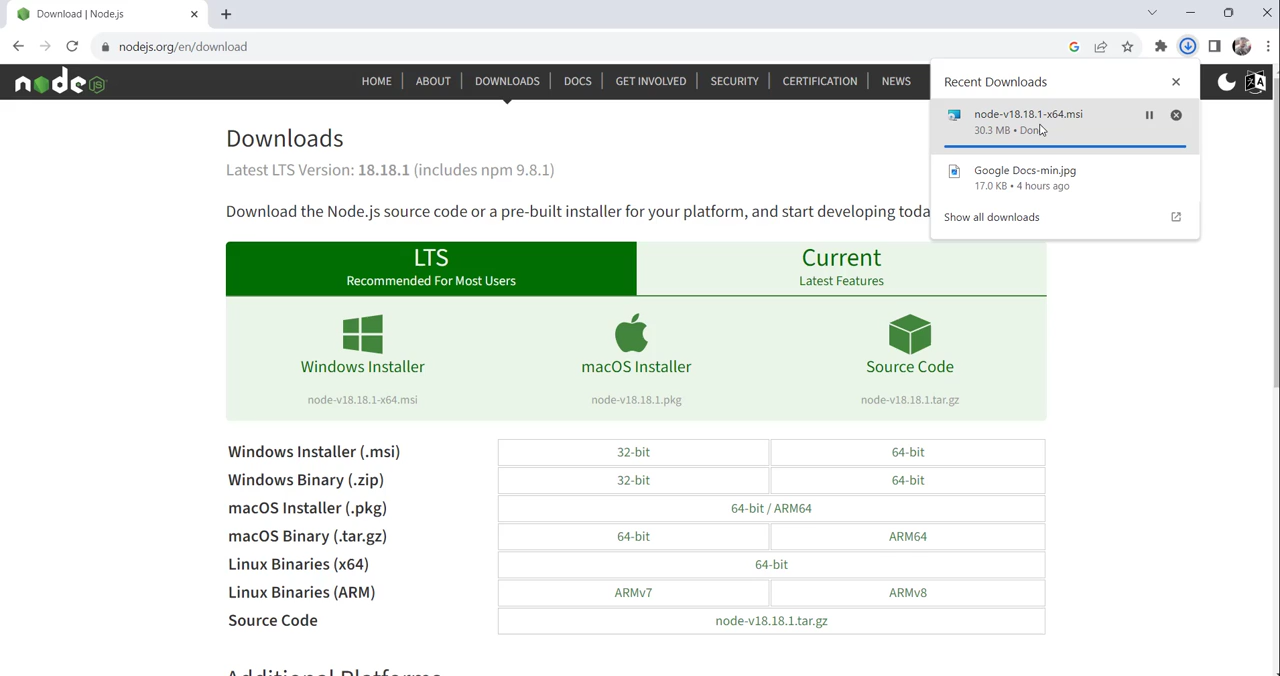 Download | Node.js
nodejs.org/en/download
node JS
HOME
ABOUT
DOWNLOADS
DOCS
GET INVOLVED
SECURITY
CERTIFICATION
NEWS
Recent Downloads
node-v18.18.1-x64.msi
30.3 MB • Done
Google Docs-min.jpg
17.0 KB • 4 hours ago
Show all downloads
Downloads
Latest LTS Version: 18.18.1 (includes npm 9.8.1)
Download the Node.js source code or a pre-built installer for your platform, and start developing toda
LTS
Recommended For Most Users
Current
Latest Features
Windows Installer
node-v18.18.1-x64.msi
macOS Installer
node-v18.18.1.pkg
Source Code
node-v18.18.1.tar.gz
Windows Installer (.msi) 32-bit 64-bit
Windows Binary (.zip) 32-bit 64-bit
macOS Installer (.pkg) 64-bit / ARM64
macOS Binary (.tar.gz) 64-bit ARM64
Linux Binaries (x64) 64-bit
Linux Binaries (ARM) ARMv7 ARMv8
Source Code node-v18.18.1.tar.gz
Additional Platforms